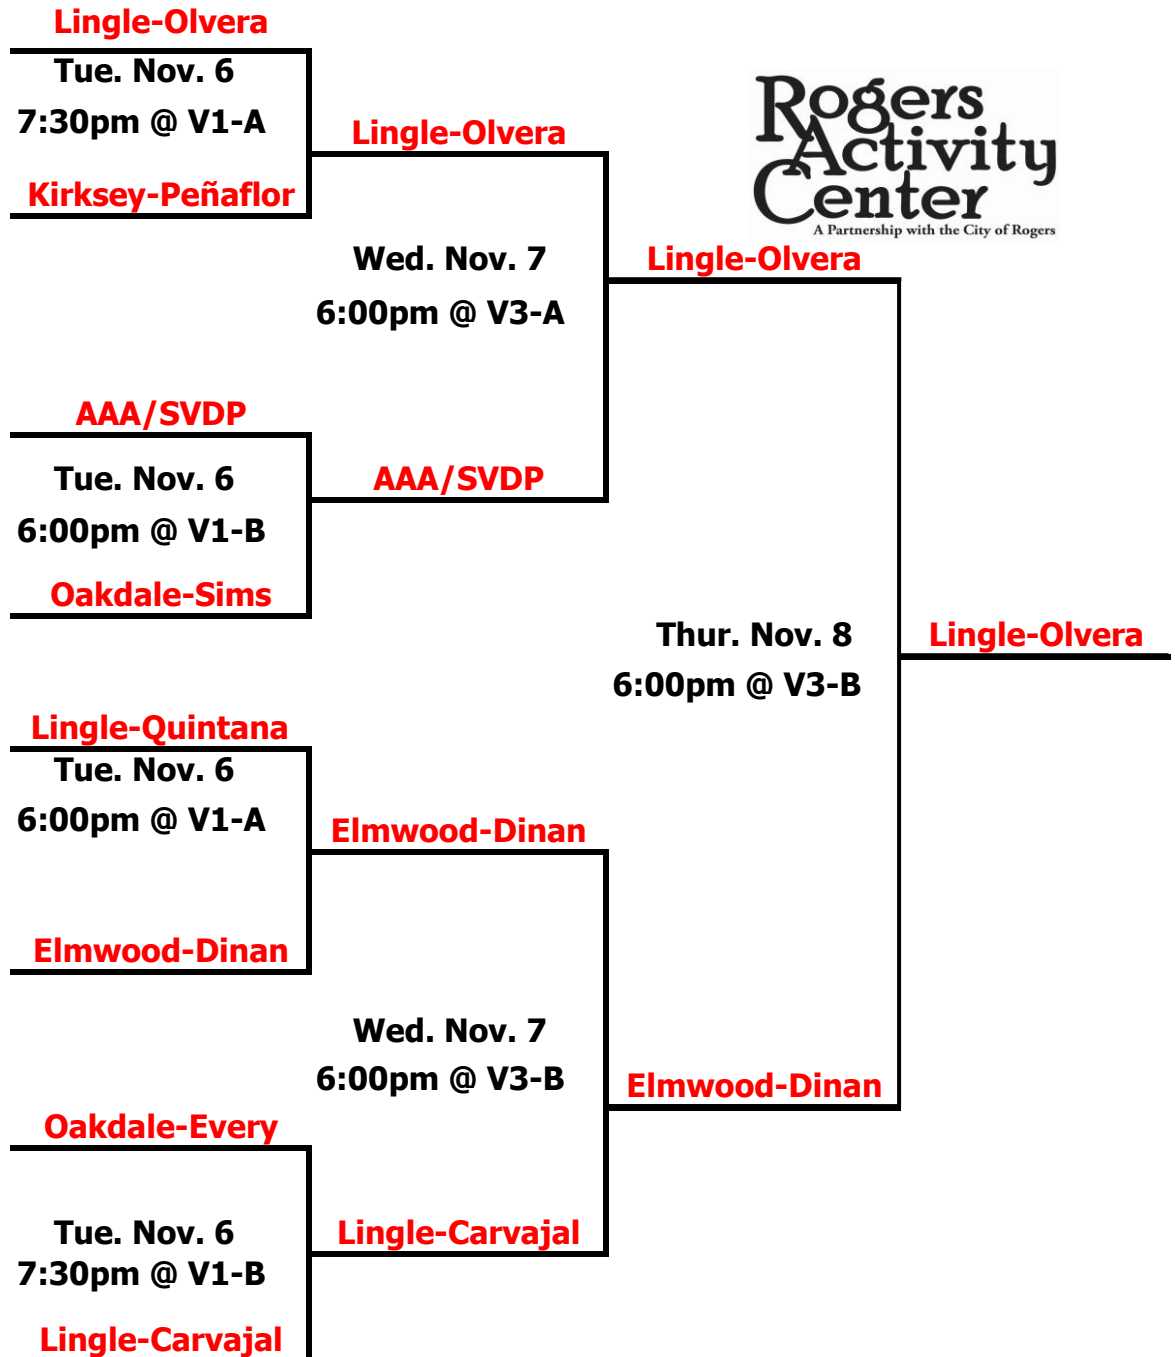 Lingle-Olvera
Tue. Nov. 6
7:30pm @ V1-A
Kirksey-Peñaflor
Lingle-Olvera
Rogers
Activity
Center
A Partnership with the City of Rogers
Wed. Nov. 7
6:00pm @ V3-A
Lingle-Olvera
AAA/SVDP
Tue. Nov. 6
6:00pm @ V1-B
Oakdale-Sims
AAA/SVDP
Thur. Nov. 8
6:00pm @ V3-B
Lingle-Olvera
Lingle-Quintana
Tue. Nov. 6
6:00pm @ V1-A
Elmwood-Dinan
Elmwood-Dinan
Wed. Nov. 7
6:00pm @ V3-B
Elmwood-Dinan
Oakdale-Every
Tue. Nov. 6
7:30pm @ V1-B
Lingle-Carvajal
Lingle-Carvajal